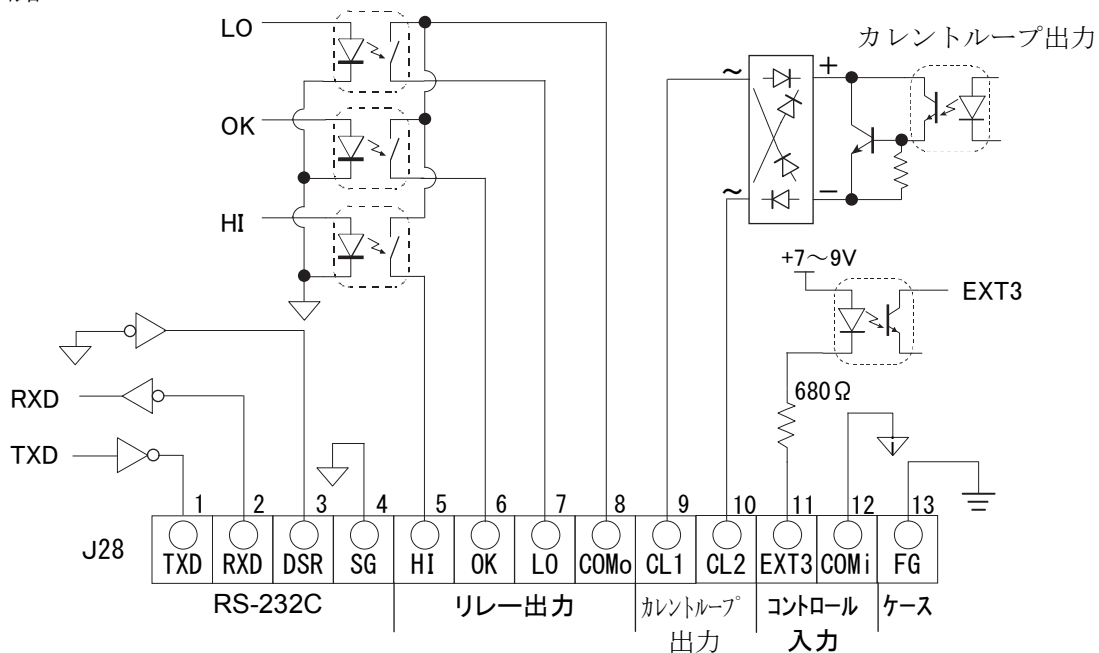 LO
カレントループ出力
~
+
OK
~
−
HI
+7～9V
EXT3
RXD
680Ω
TXD
i
1 2 3 4 5 6 7 8 9 10 11 12 13
J28
TXD RXD DSR SG HI OK LO COMo CL1 CL2 EXT3 COMi FG
RS-232C リレー出力 カレントループ コントロール ケース
出力 入力